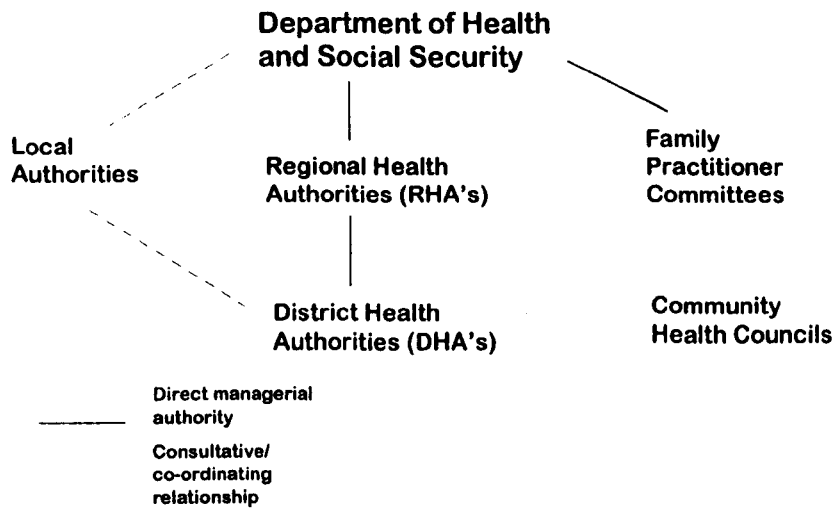 Department of Health
and Social Security
Local
Authorities
Regional Health
Authorities (RHA's)
Family
Practitioner
Committees
District Health
Authorities (DHA's)
Community
Health Councils
Direct managerial
authority
Consultative/
co-ordinating
relationship